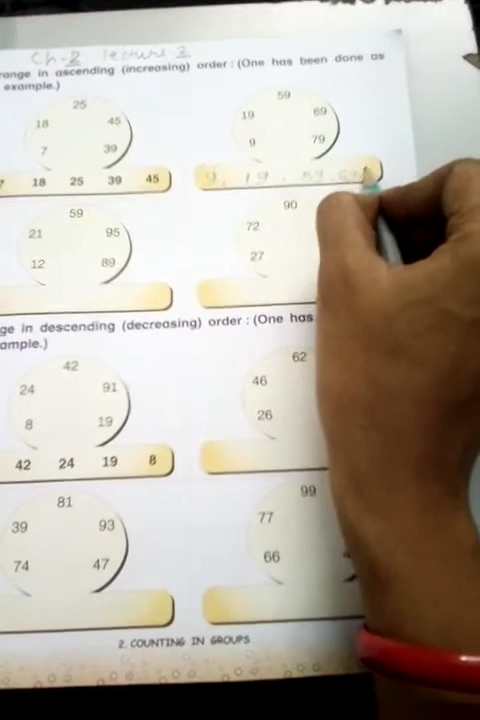 Ch-2 lecture-2
range in ascending (increasing) order : (One has been done as
example.)
25
18 45
7 39
7 18 25 39 45
59
19 69
9 79
9, 19, 59, 69
59
21 95
12 89
90
72
27
ge in descending (decreasing) order : (One has
ample.)
42
24 91
8 19
42 24 19 8
62
46
26
81
39 93
74 47
99
77
66
2. COUNTING IN GROUPS